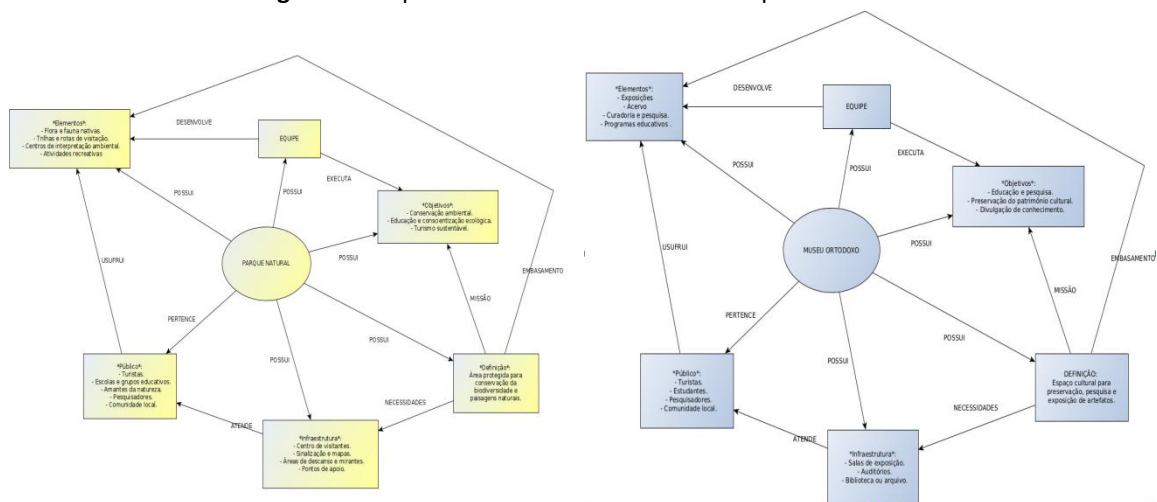 DESENVOLVE
*Elementos*:
- Flora e fauna nativas.
- Trilhas e rotas de visitação.
- Centros de interpretação ambiental.
- Atividades recreativas
EQUIPE
EXECUTA
POSSUI
POSSUI
*Objetivos*:
- Conservação ambiental.
- Educação e conscientização ecológica.
- Turismo sustentável.
USUFRUI
PARQUE NATURAL
POSSUI
EMBASAMENTO
MISSÃO
PERTENCE
POSSUI
POSSUI
*Público*:
- Turistas.
- Escolas e grupos educativos.
- Amantes da natureza.
- Pesquisadores.
- Comunidade local.
*Definição*:
Área protegida para
conservação da
biodiversidade e
paisagens naturais.
NECESSIDADES
ATENDE
*Infraestrutura*:
- Centro de visitantes.
- Sinalização e mapas.
- Áreas de descanso e mirantes.
- Pontos de apoio.
DESENVOLVE
*Elementos*:
- Exposições
- Acervo
- Curadoria e pesquisa.
- Programas educativos .
EQUIPE
EXECUTA
POSSUI
POSSUI
*Objetivos*:
- Educação e pesquisa.
- Preservação do patrimônio cultural.
- Divulgação de conhecimento.
USUFRUI
MUSEU ORTODOXO
POSSUI
EMBASAMENTO
MISSÃO
PERTENCE
POSSUI
POSSUI
*Público*:
- Turistas.
- Estudantes.
- Pesquisadores.
- Comunidade local.
DEFINIÇÃO:
Espaço cultural para
preservação, pesquisa e
exposição de artefatos.
NECESSIDADES
ATENDE
*Infraestrutura*:
- Salas de exposição.
- Auditórios.
- Biblioteca ou arquivo.